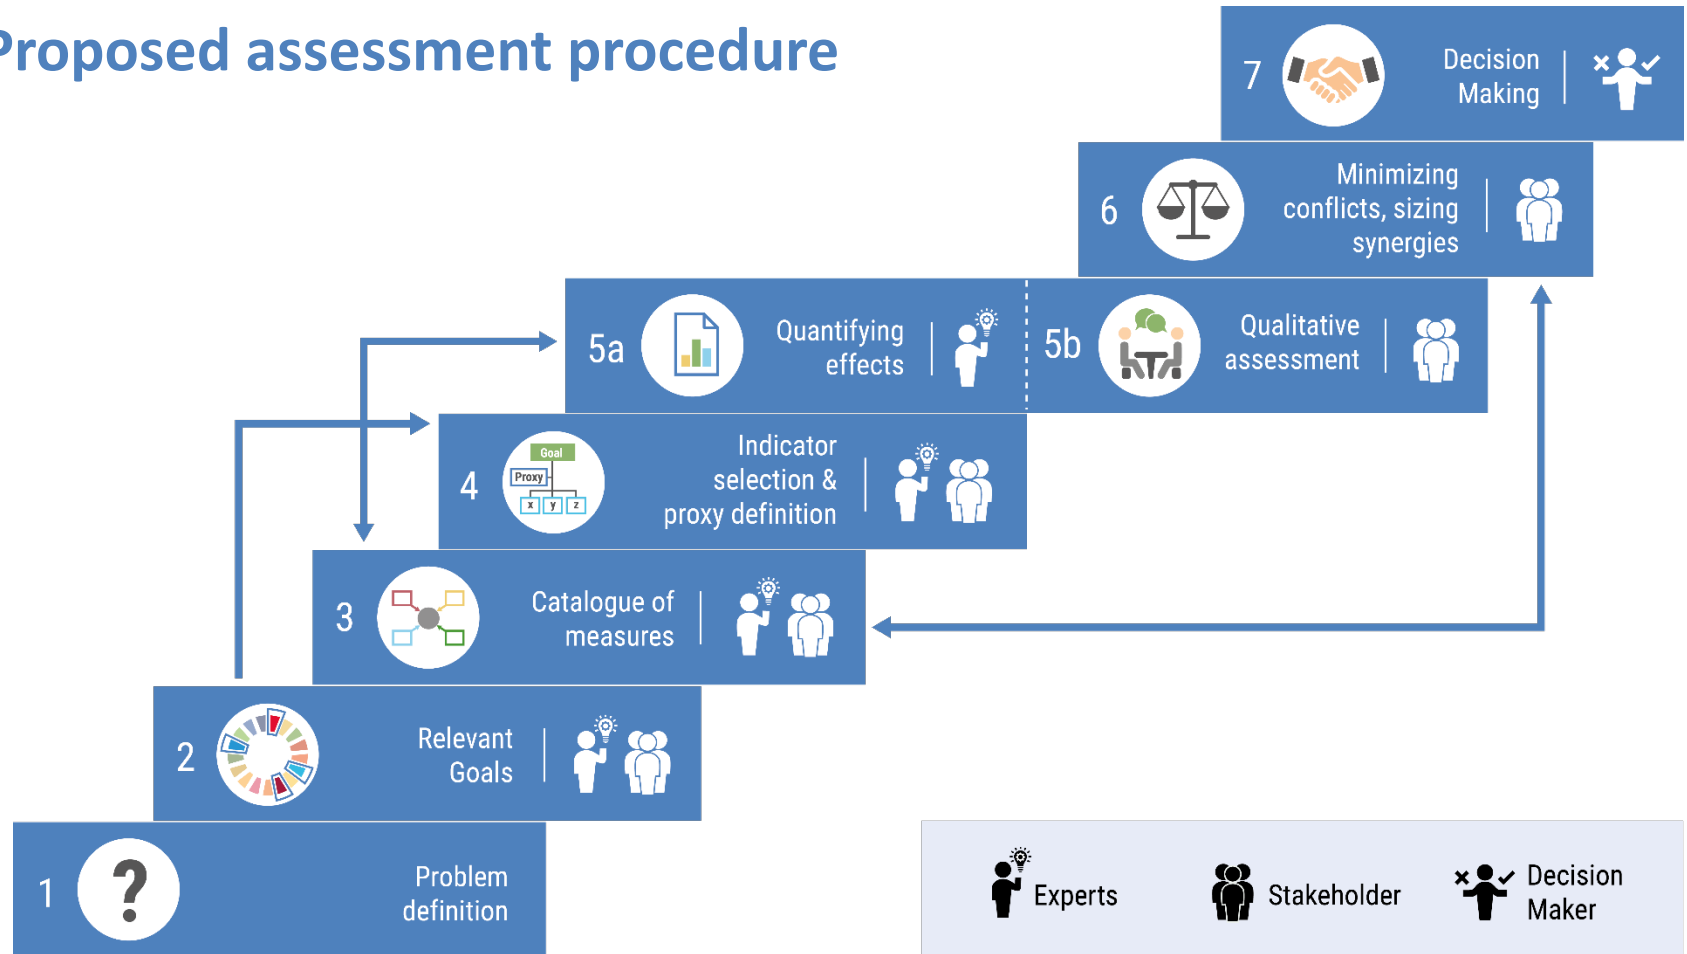 Proposed assessment procedure
7
Decision
Making
6
Minimizing
conflicts, sizing
synergies
5a
Quantifying
effects
5b
Qualitative
assessment
4
Goal
Proxy
x y z
Indicator
selection &
proxy definition
3
Catalogue of
measures
2
Relevant
Goals
1
?
Problem
definition
Experts
Stakeholder
Decision
Maker